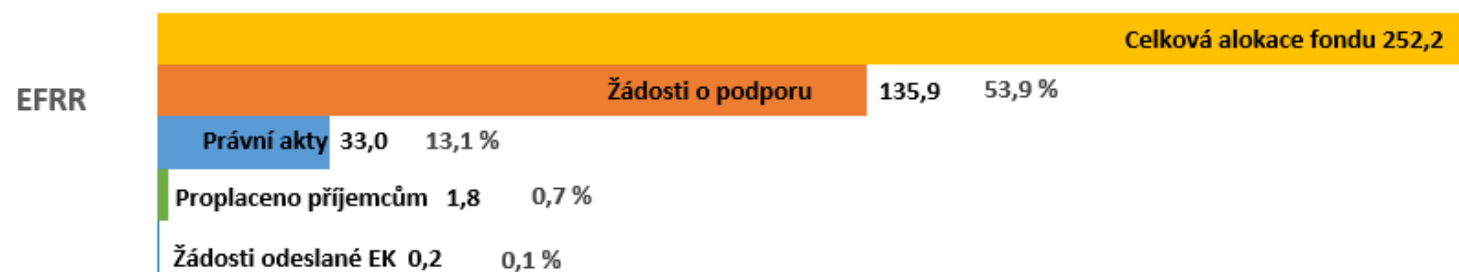 Celková alokace fondu 252,2
EFRR
Žádosti o podporu 135,9 53,9 %
Právní akty 33,0 13,1 %
Proplaceno příjemcům 1,8 0,7 %
Žádosti odeslané EK 0,2 0,1 %